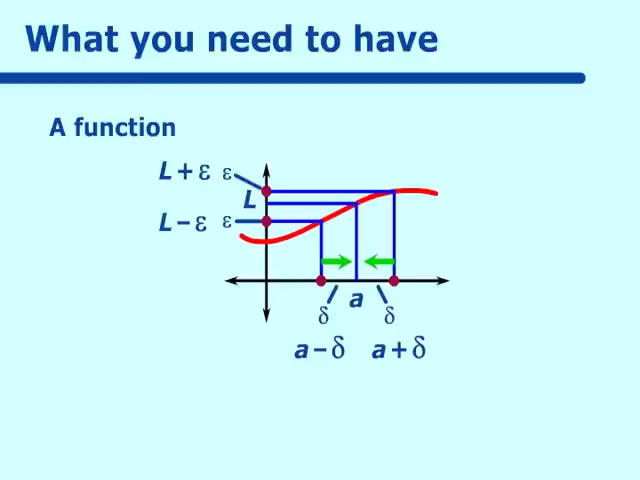 What you need to have
A function
L + ε ε
L
L – ε ε
a
δ δ
a – δ a + δ